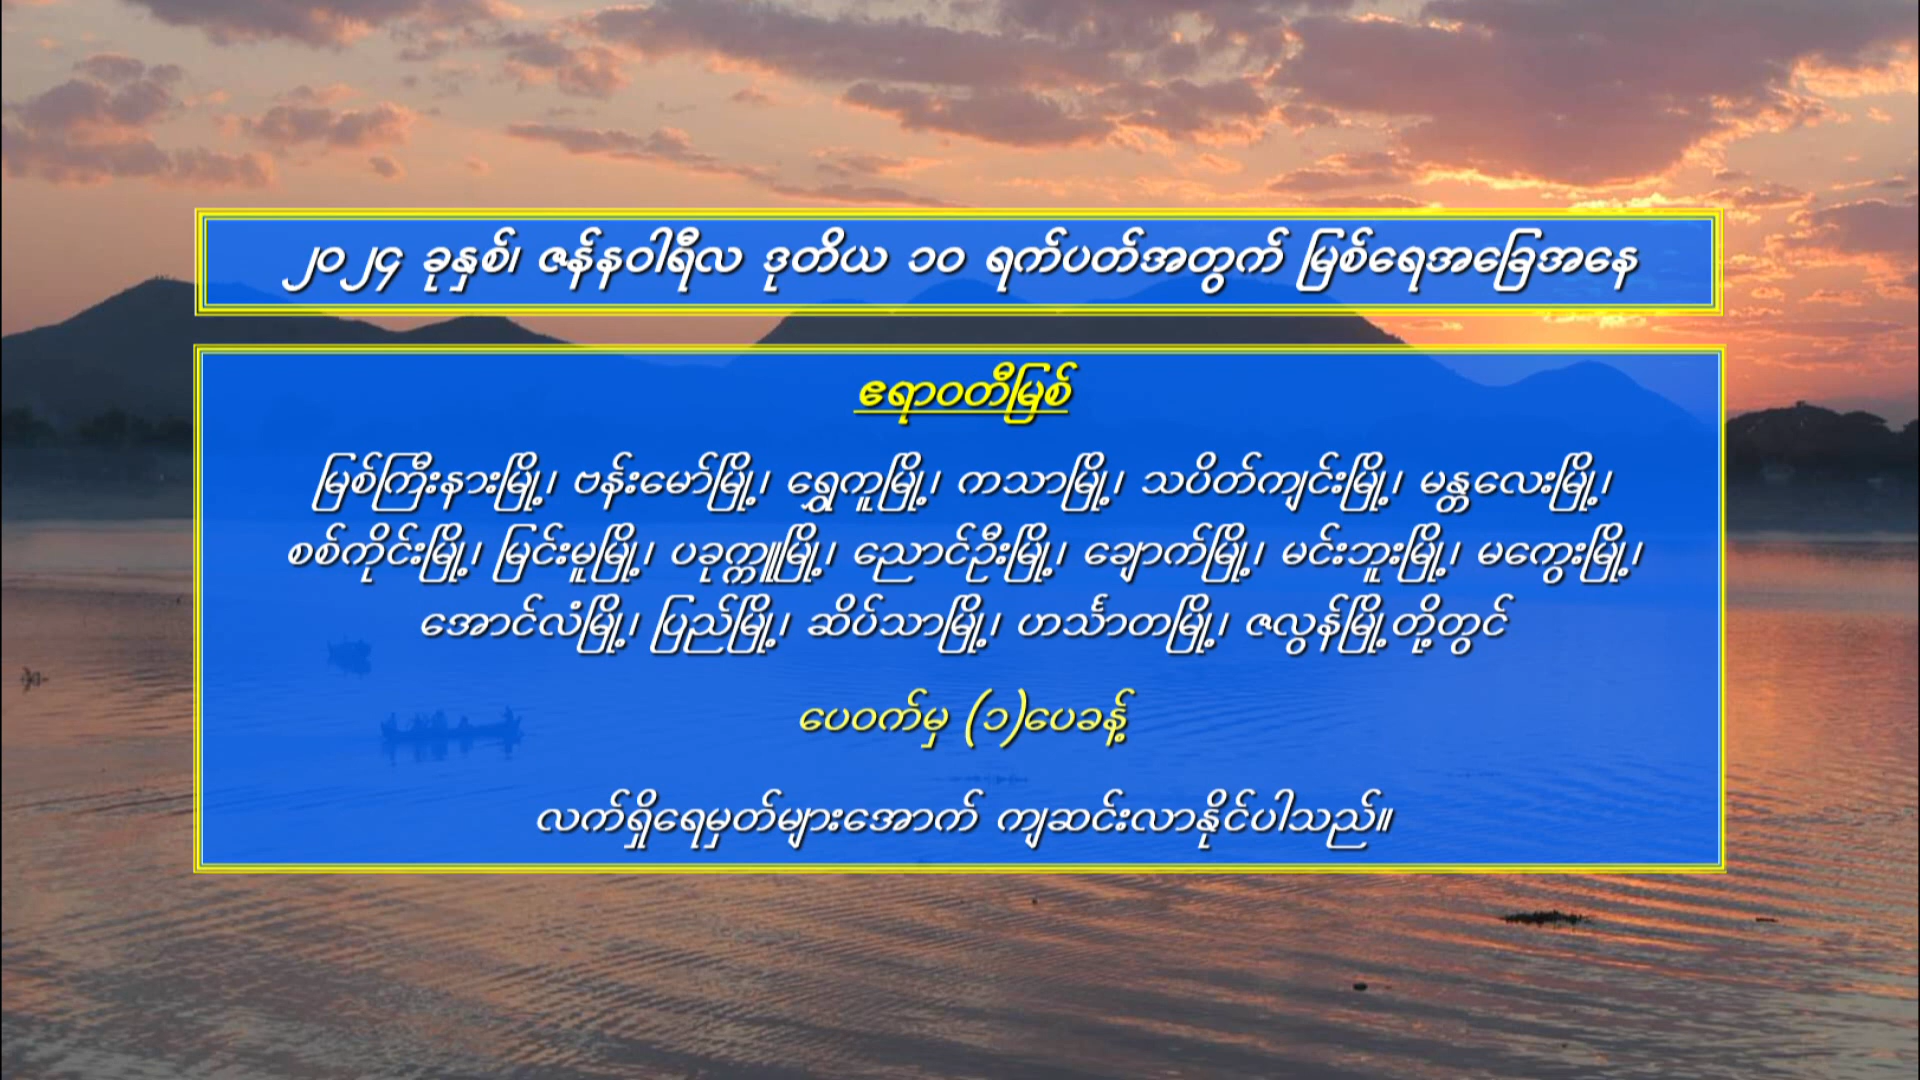 ၂၀၂၄ ခုနှစ်၊ ဇန်နဝါရီလ ဒုတိယ ၁၀ ရက်ပတ်အတွက် မြစ်ရေအခြေအနေ
ဧရာဝတီမြစ်
မြစ်ကြီးနားမြို့၊ ဗန်းမော်မြို့၊ ရွှေကူမြို့၊ ကသာမြို့၊ သပိတ်ကျင်းမြို့၊ မန္တလေးမြို့၊
စစ်ကိုင်းမြို့၊ မြင်းမူမြို့၊ ပခုက္ကူမြို့၊ ညောင်ဦးမြို့၊ ချောက်မြို့၊ မင်းဘူးမြို့၊ မကွေးမြို့၊
အောင်လံမြို့၊ ပြည်မြို့၊ ဆိပ်သာမြို့၊ ဟင်္သာတမြို့၊ ဇလွန်မြို့တို့တွင်
ပေဝက်မှ (၁)ပေခန့်
လက်ရှိရေမှတ်များအောက် ကျဆင်းလာနိုင်ပါသည်။